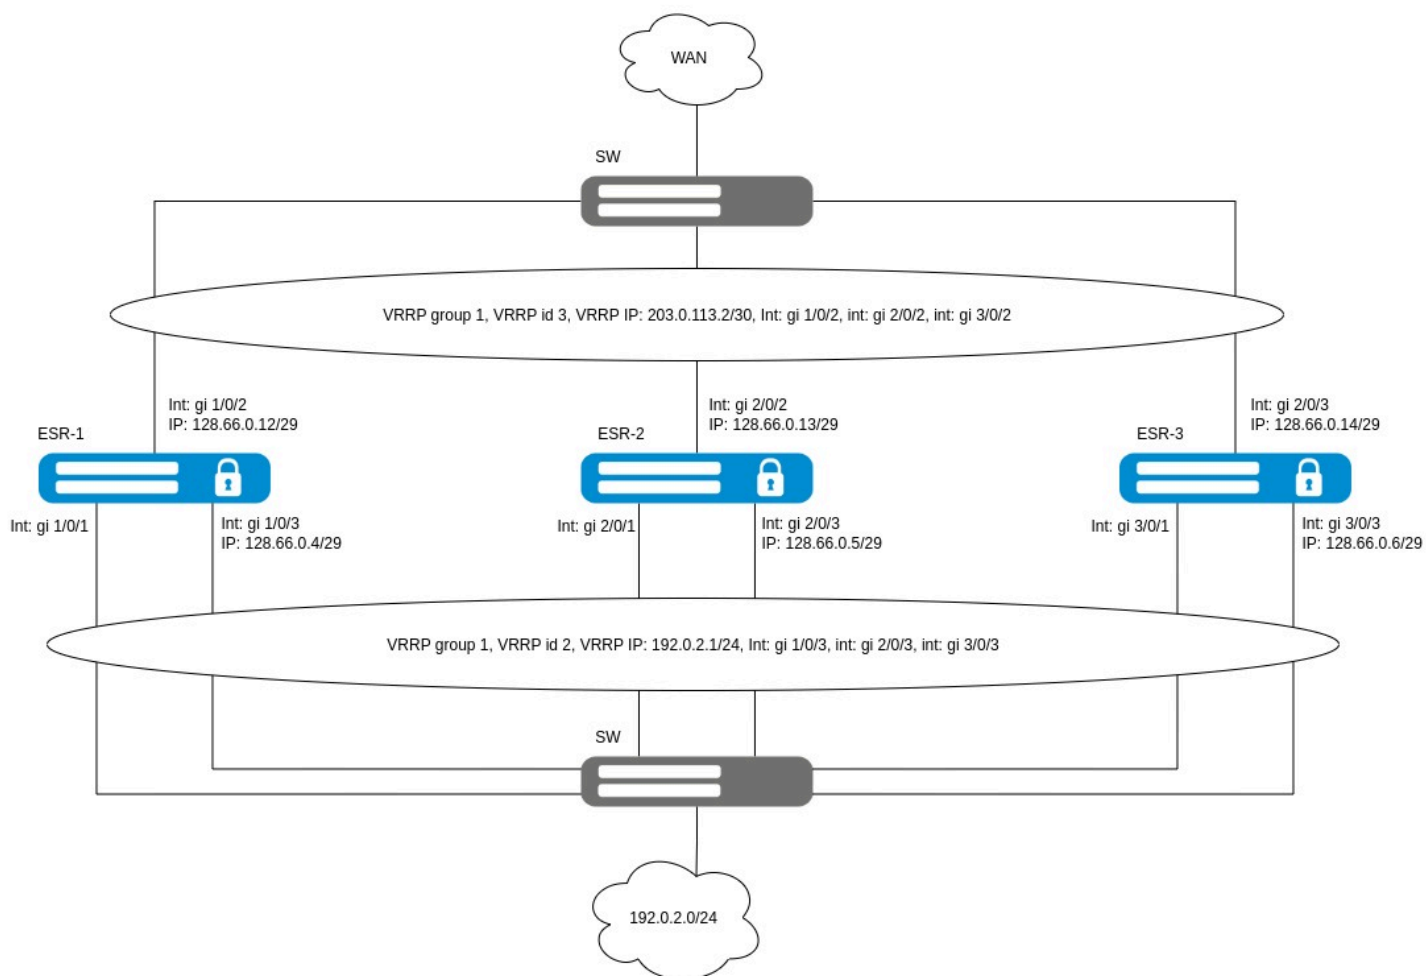 WAN
SW
VRRP group 1, VRRP id 3, VRRP IP: 203.0.113.2/30, Int: gi 1/0/2, int: gi 2/0/2, int: gi 3/0/2
Int: gi 1/0/2
IP: 128.66.0.12/29
ESR-1
Int: gi 2/0/2
IP: 128.66.0.13/29
ESR-2
Int: gi 2/0/3
IP: 128.66.0.14/29
ESR-3
Int: gi 1/0/1
Int: gi 1/0/3
IP: 128.66.0.4/29
Int: gi 2/0/1
Int: gi 2/0/3
IP: 128.66.0.5/29
Int: gi 3/0/1
Int: gi 3/0/3
IP: 128.66.0.6/29
VRRP group 1, VRRP id 2, VRRP IP: 192.0.2.1/24, Int: gi 1/0/3, int: gi 2/0/3, int: gi 3/0/3
SW
192.0.2.0/24